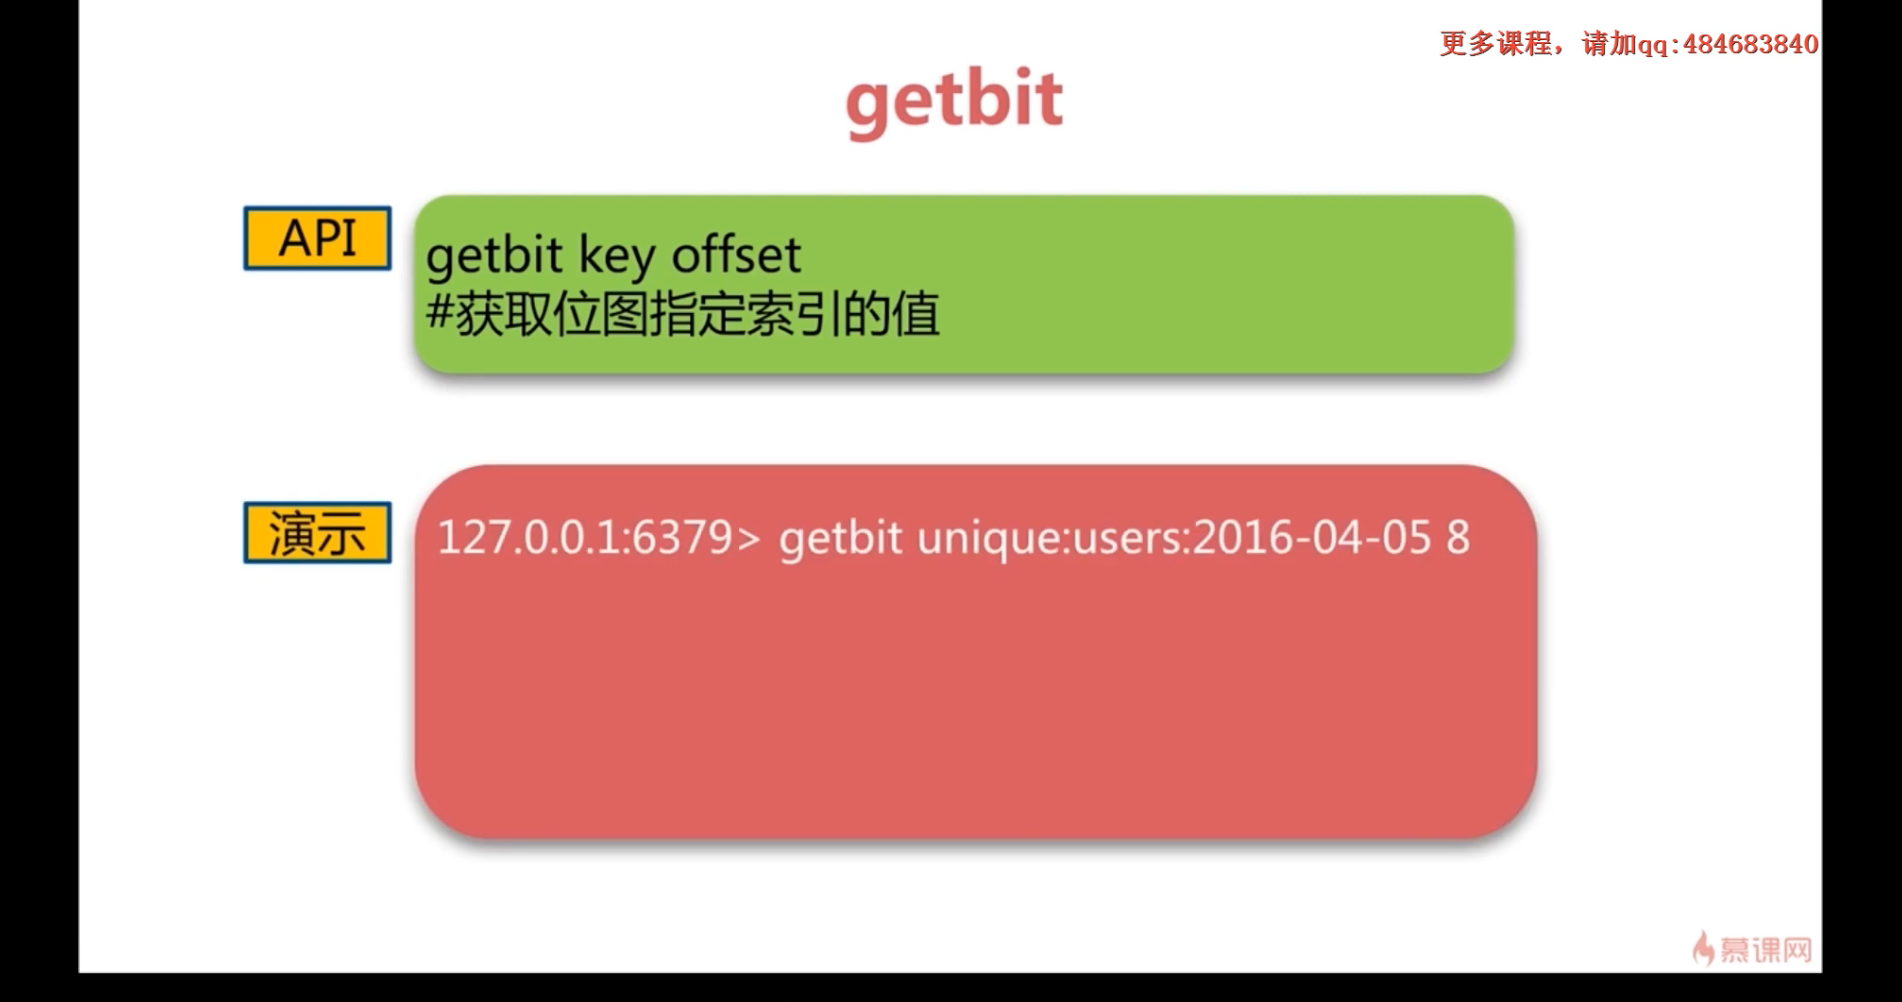 更多课程，请加qq:484683840
getbit
API
getbit key offset
#获取位图指定索引的值
演示
127.0.0.1:6379> getbit unique:users:2016-04-05 8
慕课网